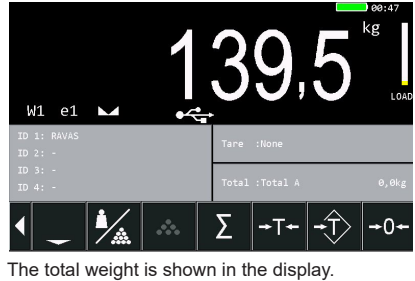 00:47
139,5 kg
LOAD
W1 e1
ID 1: RAVAS
ID 2: -
ID 3: -
ID 4: -
Tare :None
Total :Total A 0,0kg
Σ →T← →T →0←
The total weight is shown in the display.